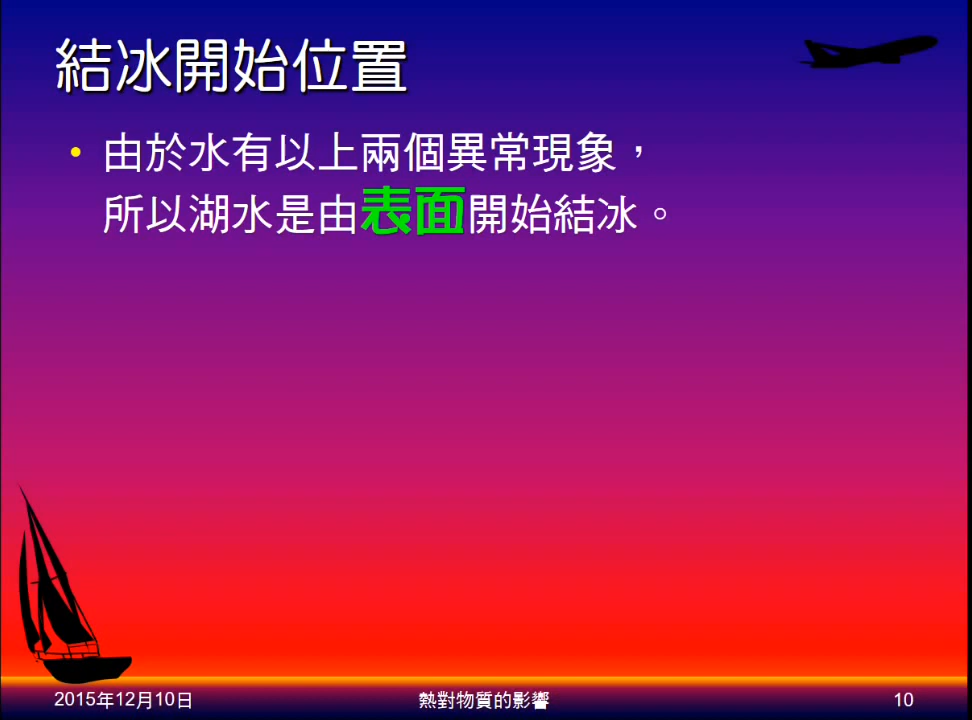 結冰開始位置
• 由於水有以上兩個異常現象，
所以湖水是由表面開始結冰。
2015年12月10日
熱對物質的影響
10